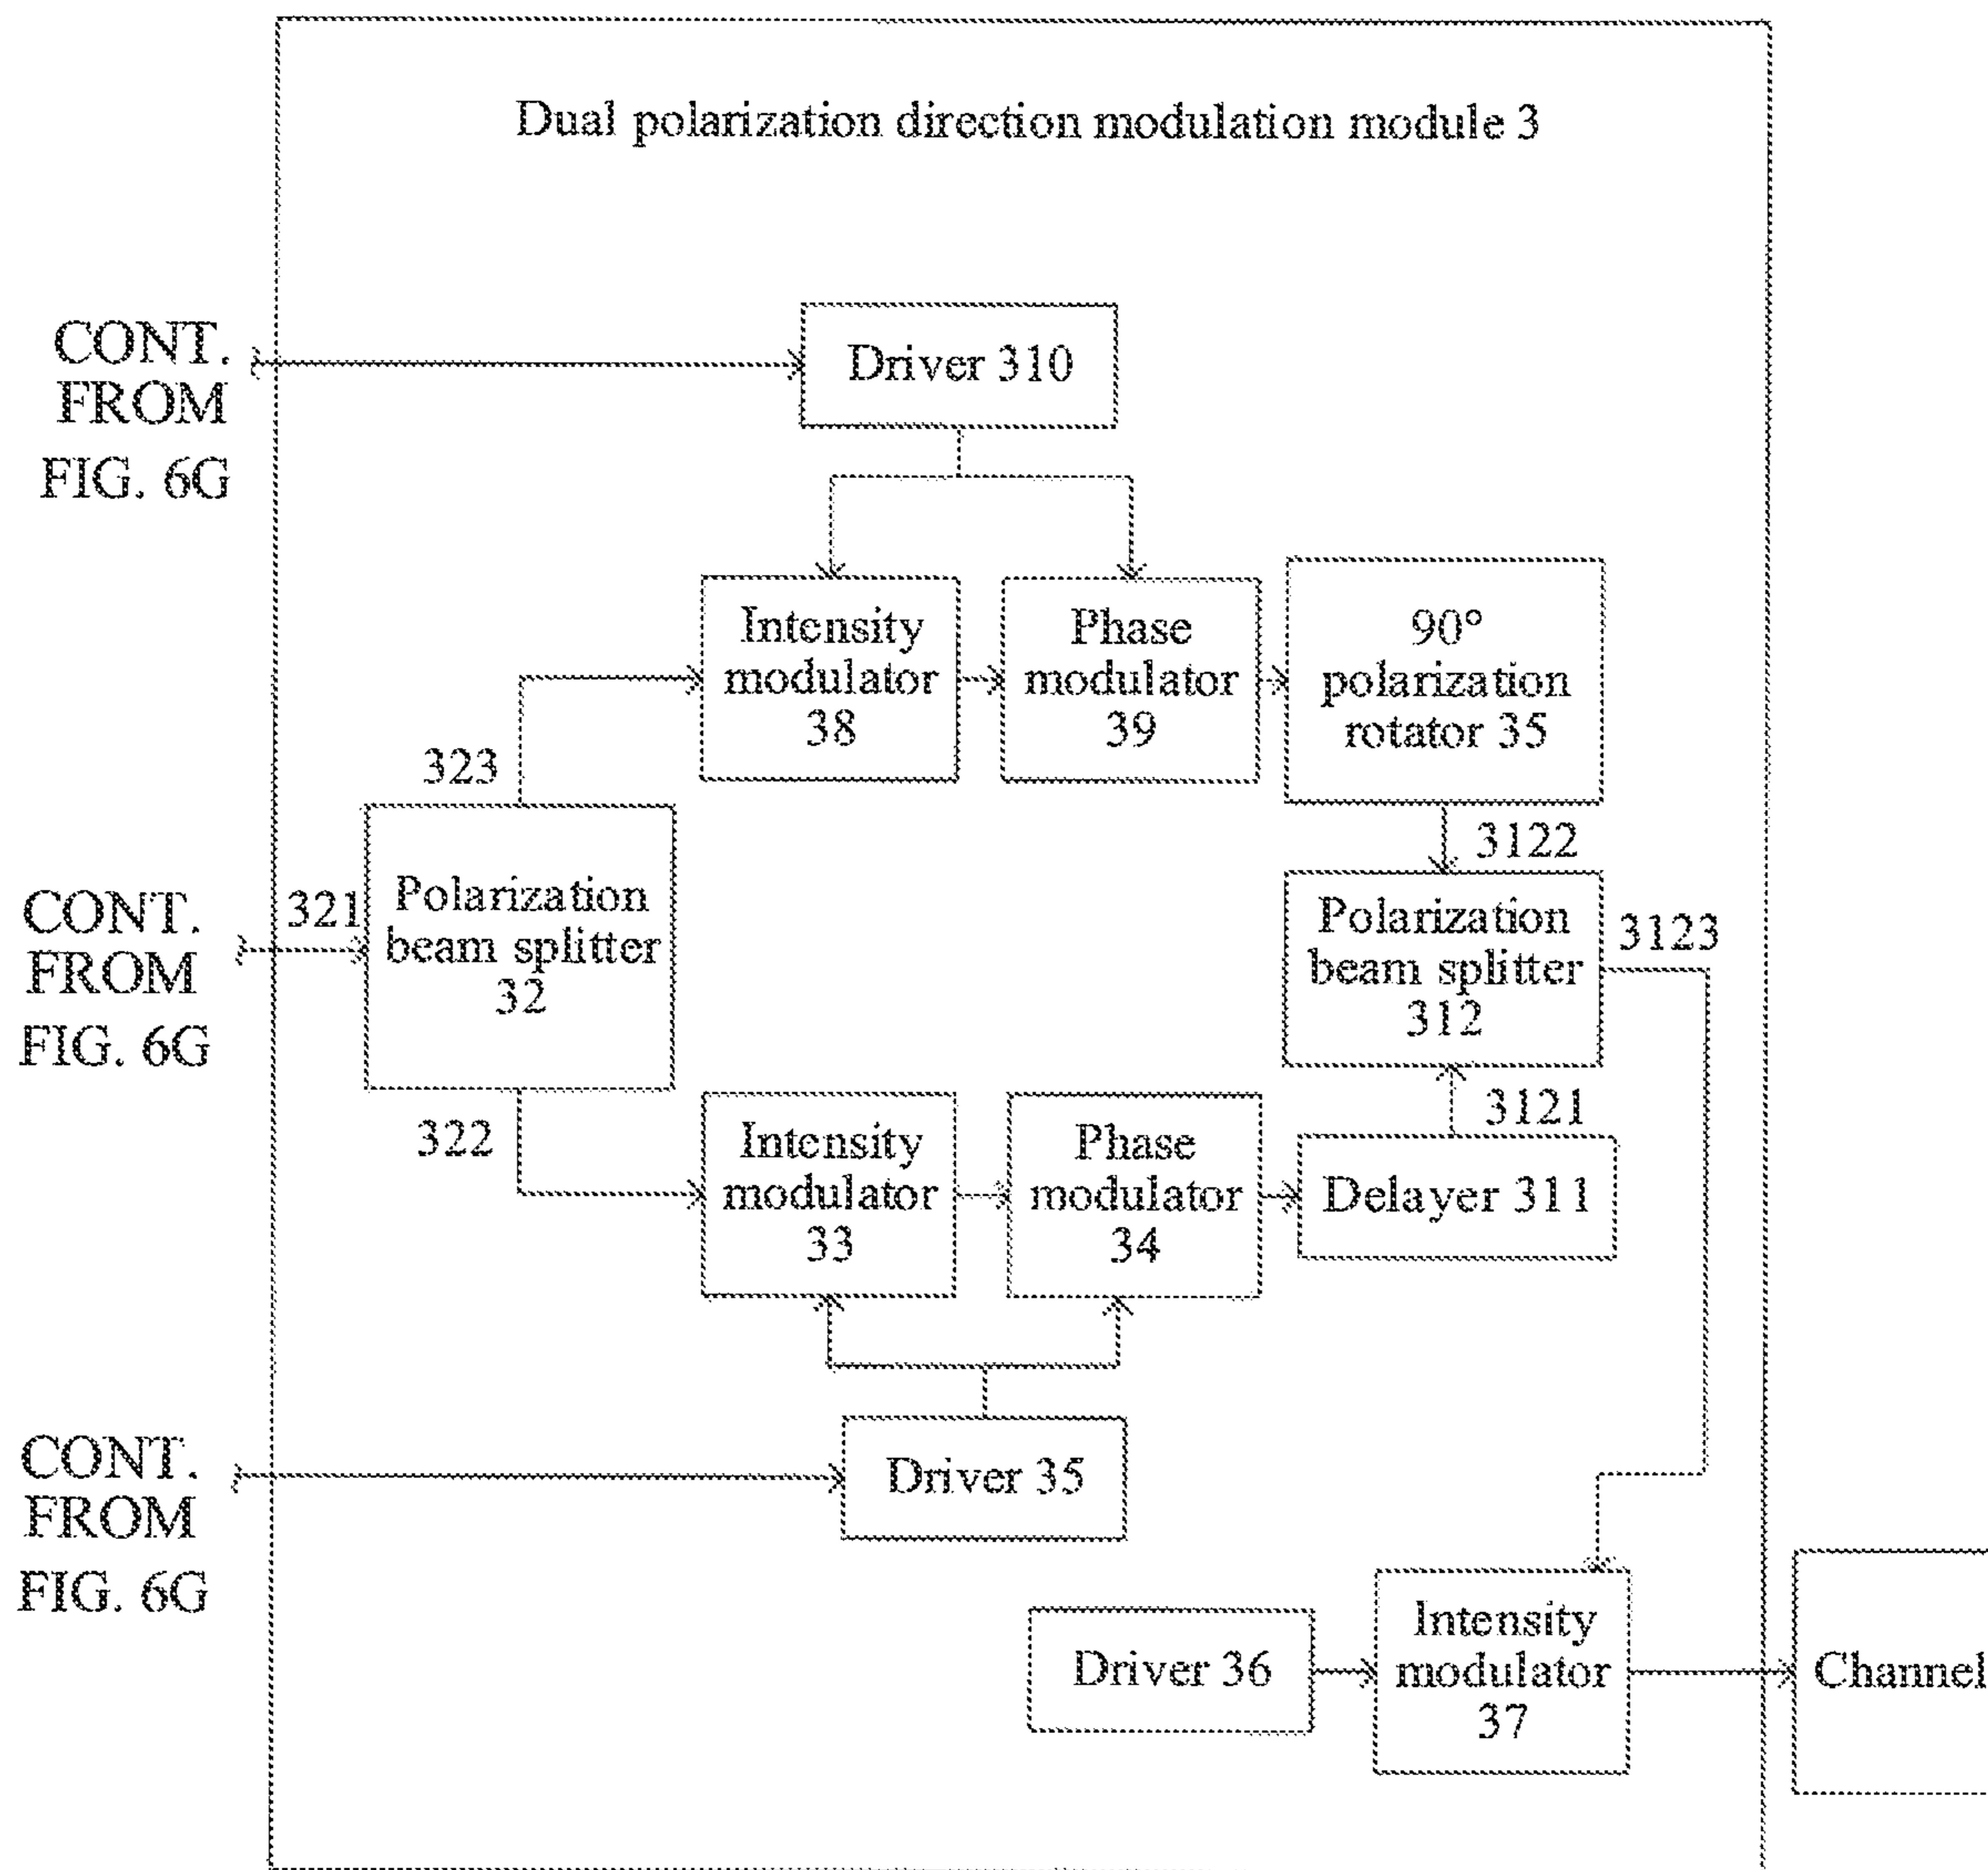 Dual polarization direction modulation module 3
CONT.
FROM
FIG. 6G
Driver 310
Intensity
modulator
38
Phase
modulator
39
90°
polarization
rotator 35
323
3122
CONT.
FROM
FIG. 6G
321
Polarization
beam splitter
32
Polarization
beam splitter
312
3123
322
3121
Intensity
modulator
33
Phase
modulator
34
Delayer 311
CONT.
FROM
FIG. 6G
Driver 35
Driver 36
Intensity
modulator
37
Channel